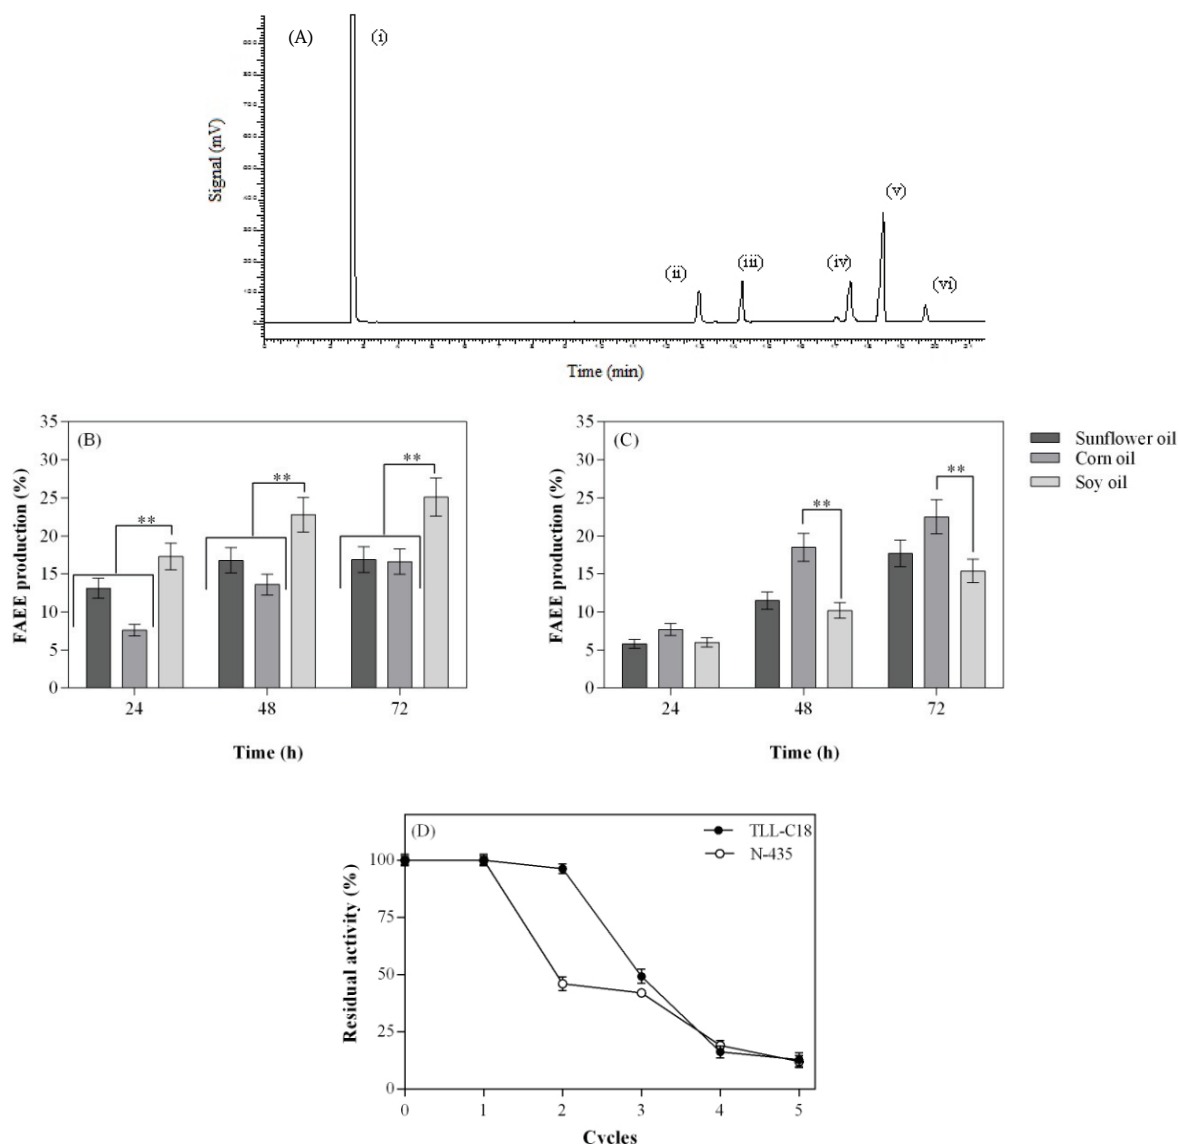 (A)
(i)
(ii)
(iii)
(iv)
(v)
(vi)
Signal (mV)
Time (min)
(B)
35
30
25
20
15
10
5
0
FAEE production (%)
**
**
**
24 48 72
Time (h)
(C)
35
30
25
20
15
10
5
0
FAEE production (%)
**
**
24 48 72
Time (h)
Sunflower oil
Corn oil
Soy oil
(D)
TLL-C18
N-435
100
75
50
25
0
Residual activity (%)
0 1 2 3 4 5
Cycles